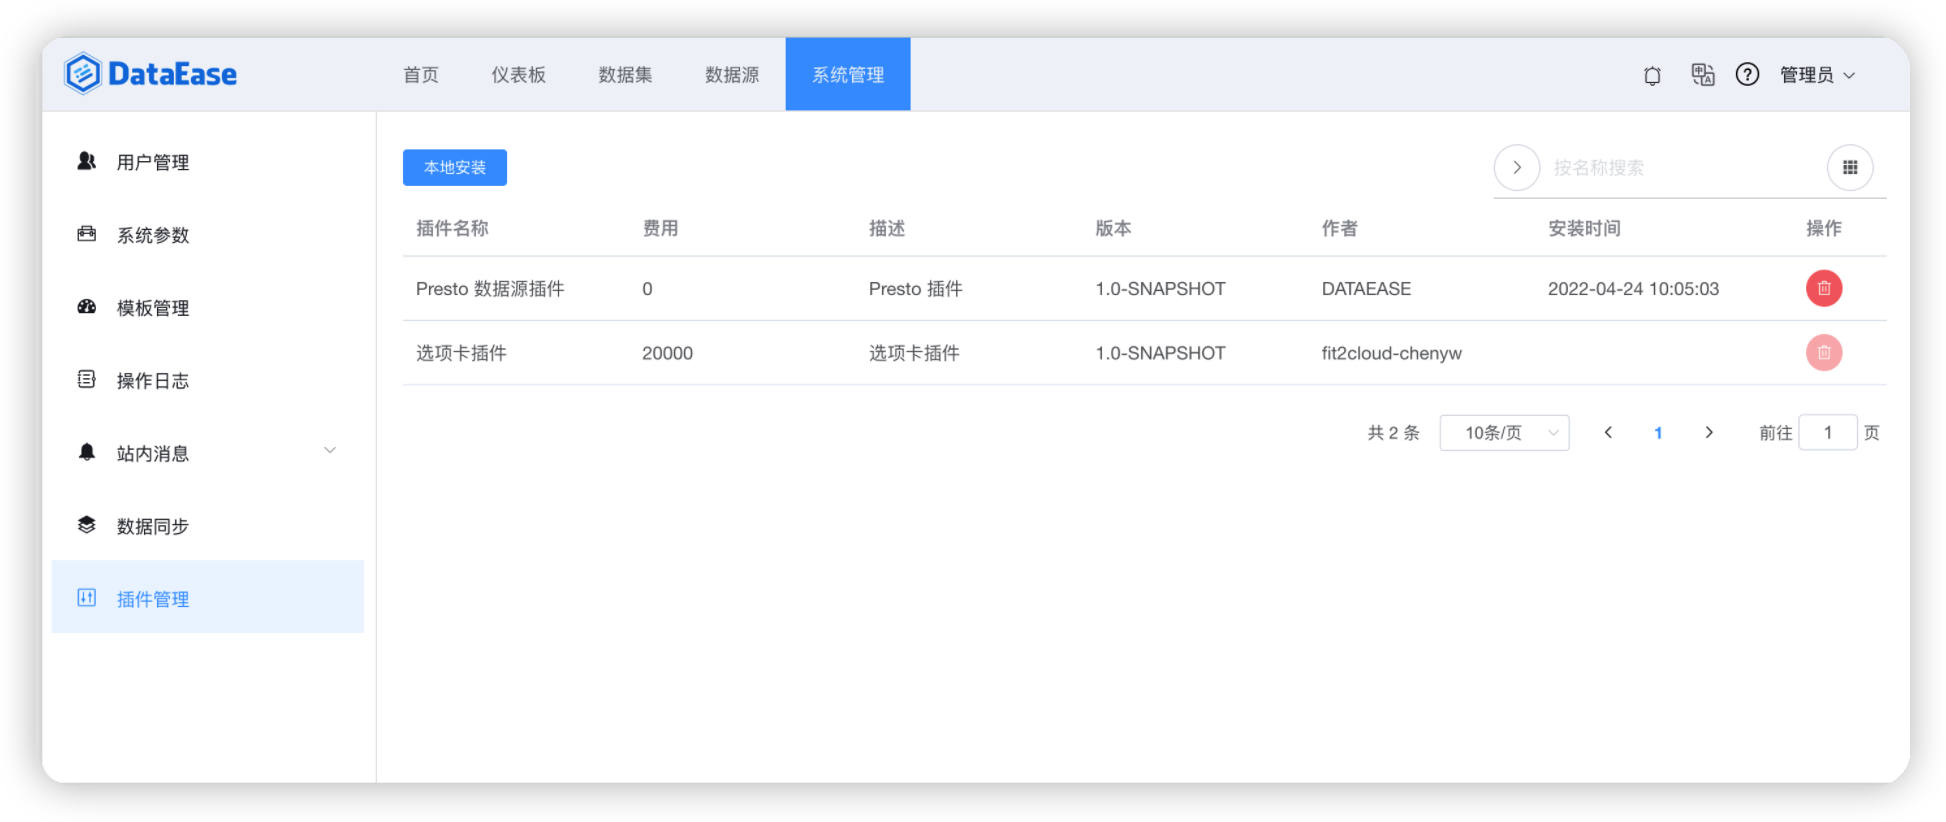 DataEase
首页 仪表板 数据集 数据源 系统管理 管理员
用户管理
系统参数
模板管理
操作日志
站内消息
数据同步
插件管理
本地安装 按名称搜索
插件名称 费用 描述 版本 作者 安装时间 操作
Presto 数据源插件 0 Presto 插件 1.0-SNAPSHOT DATAEASE 2022-04-24 10:05:03
选项卡插件 20000 选项卡插件 1.0-SNAPSHOT fit2cloud-chenyw
共 2 条 10条/页 1 前往 1 页